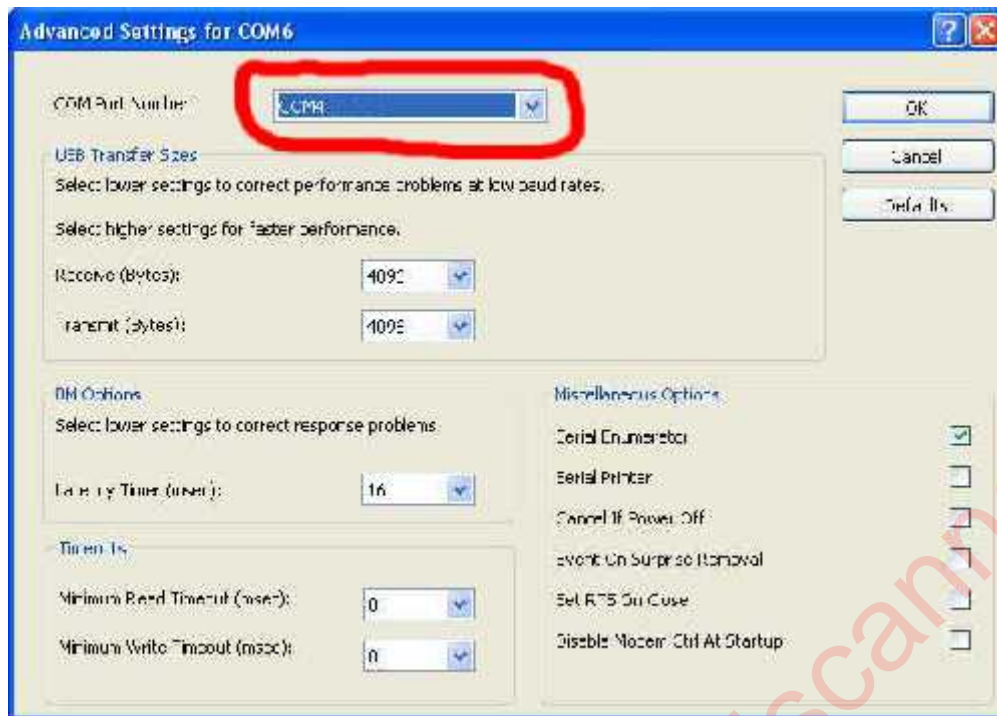 Advanced Settings for COM6
COM Port Number
COM4
OK
USB Transfer Sizes
Cancel
Select lower settings to correct performance problems at low baud rates.
Defaults
Select higher settings for faster performance.
Receive (Bytes):
4096
Transmit (Bytes):
4096
BM Options
Select lower settings to correct response problems
Latency Timer (msec):
16
Timeouts
Minimum Read Timeout (msec):
0
Minimum Write Timeout (msec):
0
Miscellaneous Options
Serial Enumerator
Serial Printer
Cancel If Power Off
Event On Surprise Removal
Set RTS On Close
Disable Modem Ctrl At Startup